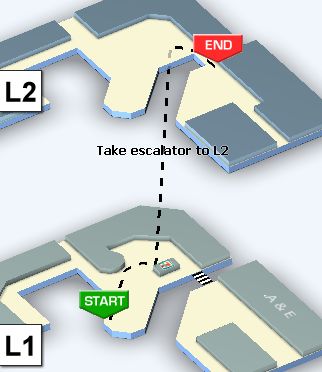 END
L2
Take escalator to L2
START
A & E
L1